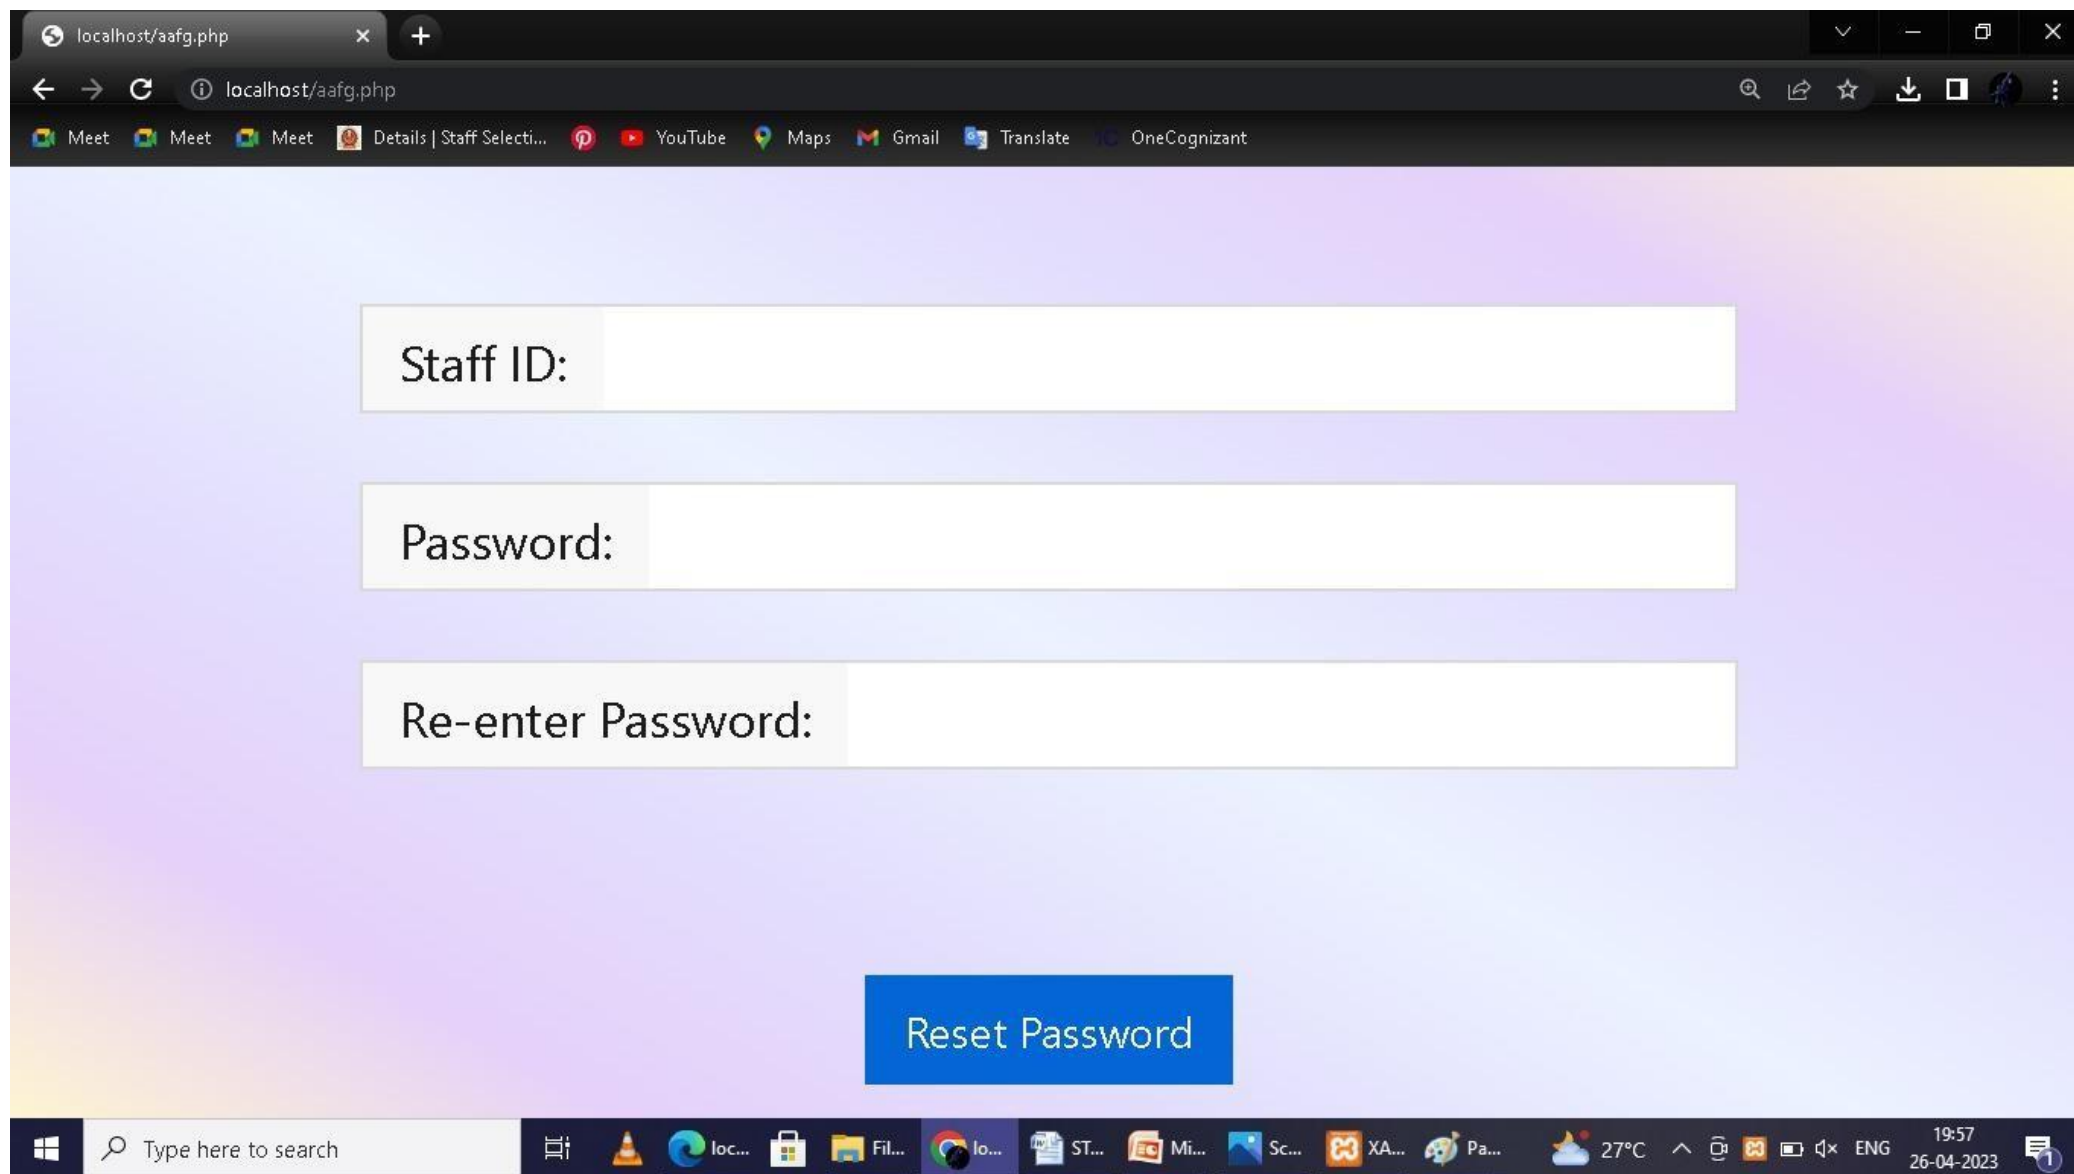 localhost/aafg.php
localhost/aafg.php
Meet Meet Meet Details | Staff Selecti... YouTube Maps Gmail Translate OneCognizant
Staff ID:
Password:
Re-enter Password:
Reset Password
Type here to search loc... Fil... lo... ST... Mi... Sc... XA... Pa... 27°C ENG 19:57
26-04-2023 1